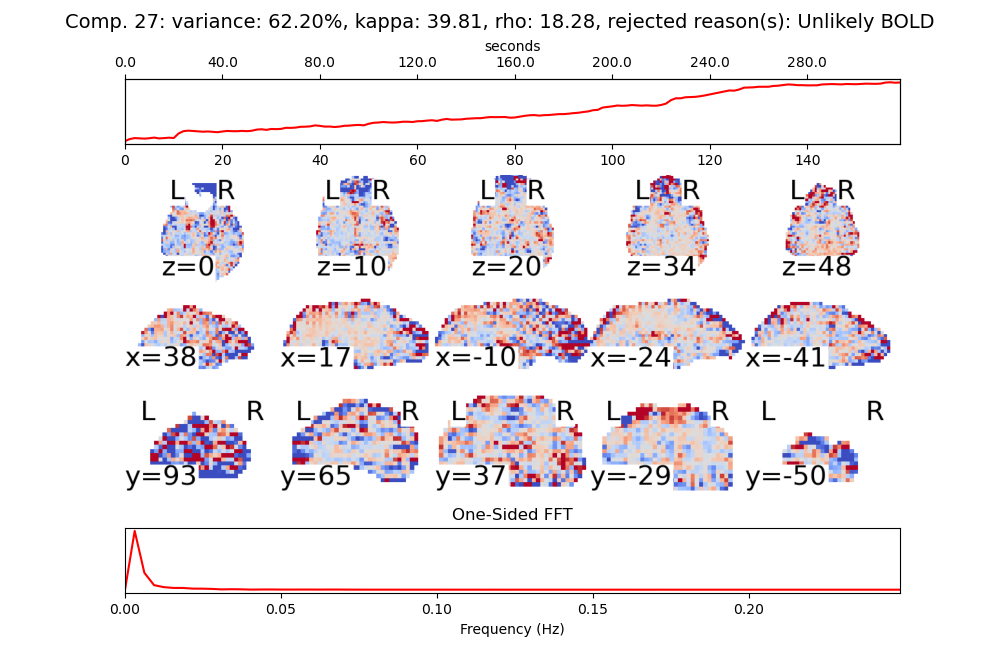 Comp. 27: variance: 62.20%, kappa: 39.81, rho: 18.28, rejected reason(s): Unlikely BOLD
seconds
0.0 40.0 80.0 120.0 160.0 200.0 240.0 280.0
0 20 40 60 80 100 120 140
L R L R L R L R L R
z=0 z=10 z=20 z=34 z=48
x=38 x=17 x=-10 x=-24 x=-41
L R L R L R L R L R
y=93 y=65 y=37 y=-29 y=-50
One-Sided FFT
0.00 0.05 0.10 0.15 0.20
Frequency (Hz)